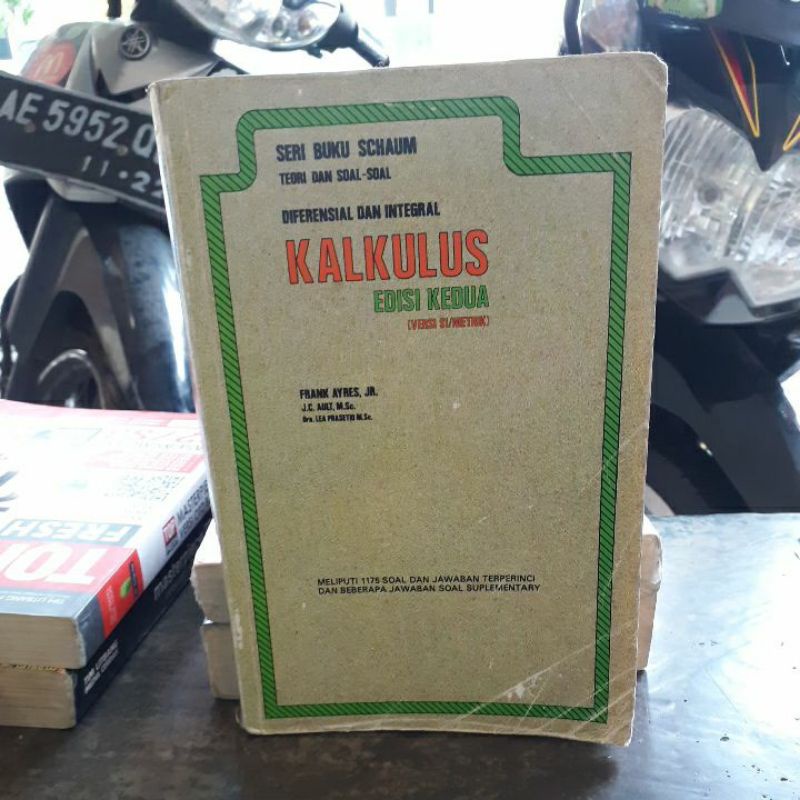 SERI BUKU SCHAUM
TEORI DAN SOAL-SOAL
DIFERENSIAL DAN INTEGRAL
KALKULUS
EDISI KEDUA
(VERSI SI/METRIK)
FRANK AYRES, JR.
J.C. AULT, M.Sc.
Dra. LEA PRASETIO M.Sc.
MELIPUTI 1175 SOAL DAN JAWABAN TERPERINCI
DAN BEBERAPA JAWABAN SOAL SUPLEMENTARY
AE 5952
FRESH